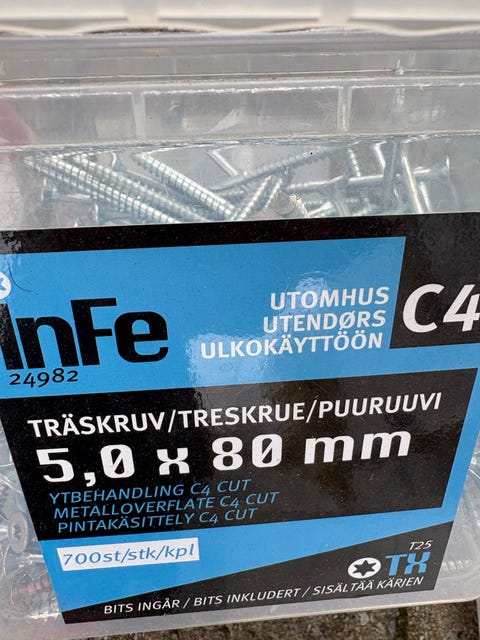 UTOMHUS
UTENDØRS
ULKOKÄYTTÖÖN
C4
inFe
24982
TRÄSKRUV/TRESKRUE/PUURUUVI
5,0 x 80 mm
YTBEHANDLING C4 CUT
METALLOVERFLATE C4 CUT
PINTAKÄSITTELY C4 CUT
700st/stk/kpl
T25
TX
BITS INGÅR / BITS INKLUDERT / SISÄLTÄÄ KÄRJEN